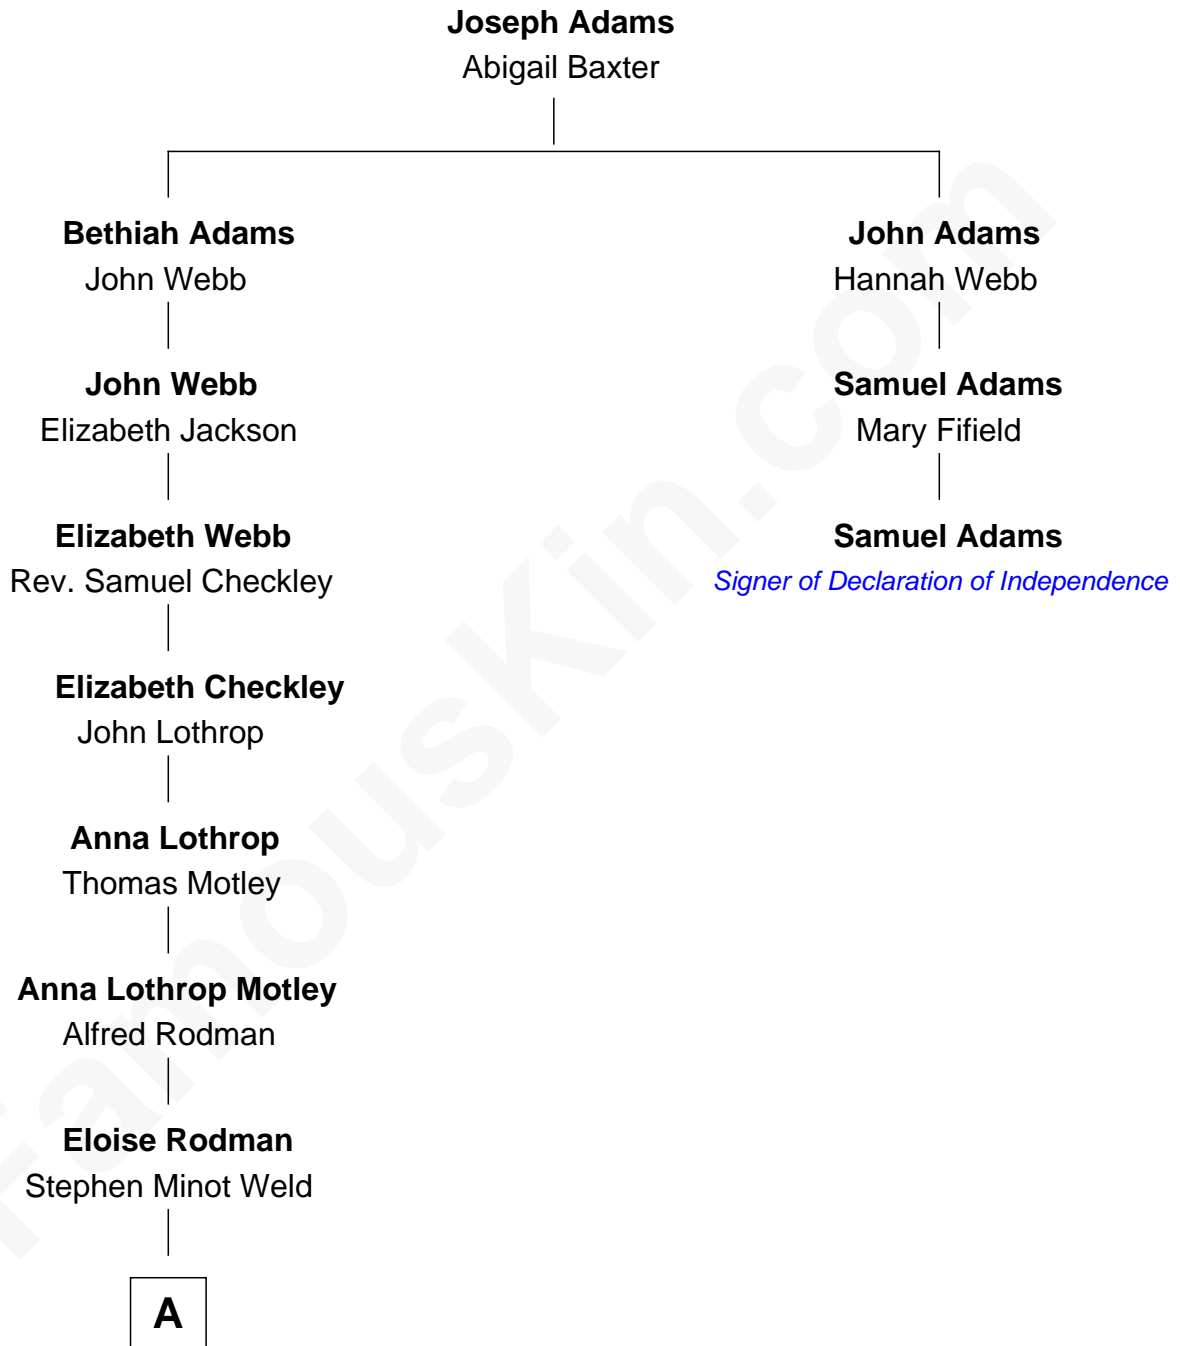 Joseph Adams
Abigail Baxter
Bethiah Adams
John Webb
John Adams
Hannah Webb
John Webb
Elizabeth Jackson
Samuel Adams
Mary Fifield
Elizabeth Webb
Rev. Samuel Checkley
Samuel Adams
Signer of Declaration of Independence
Elizabeth Checkley
John Lothrop
Anna Lothrop
Thomas Motley
Anna Lothrop Motley
Alfred Rodman
Eloise Rodman
Stephen Minot Weld
A
FamousKin.com